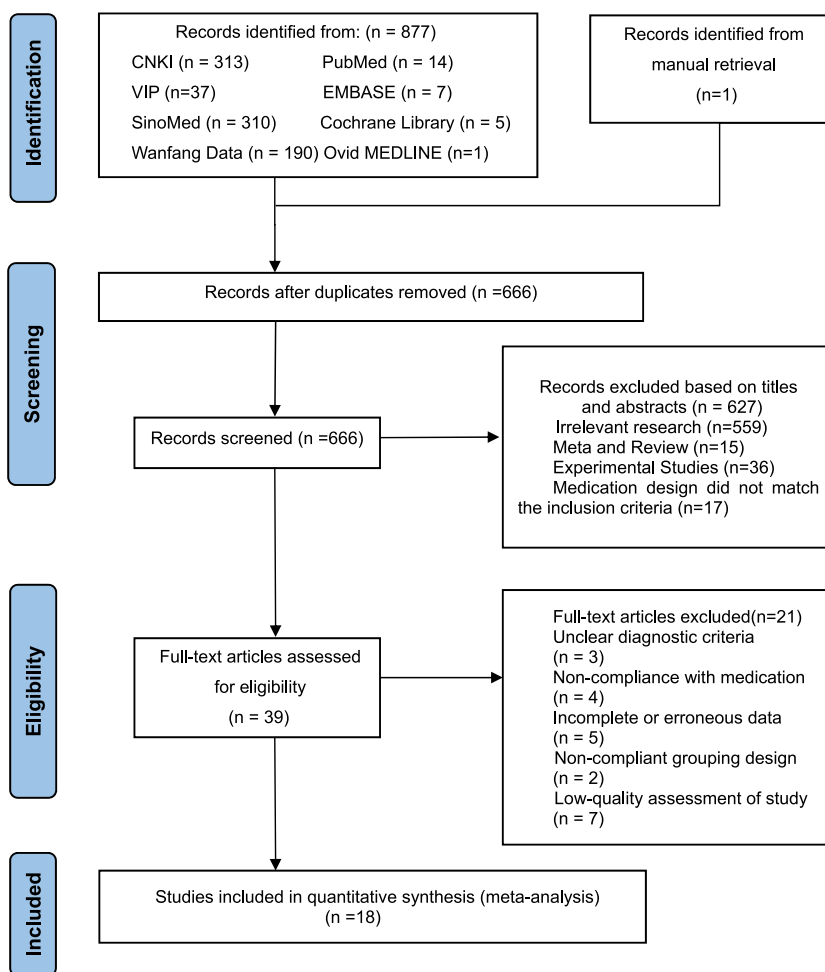 Identification
Records identified from: (n = 877)
CNKI (n = 313) PubMed (n = 14)
VIP (n=37) EMBASE (n = 7)
SinoMed (n = 310) Cochrane Library (n = 5)
Wanfang Data (n = 190) Ovid MEDLINE (n=1)
Records identified from
manual retrieval
(n=1)
Screening
Records after duplicates removed (n =666)
Records screened (n =666)
Records excluded based on titles
and abstracts (n = 627)
Irrelevant research (n=559)
Meta and Review (n=15)
Experimental Studies (n=36)
Medication design did not match
the inclusion criteria (n=17)
Eligibility
Full-text articles assessed
for eligibility
(n = 39)
Full-text articles excluded(n=21)
Unclear diagnostic criteria
(n = 3)
Non-compliance with medication
(n = 4)
Incomplete or erroneous data
(n = 5)
Non-compliant grouping design
(n = 2)
Low-quality assessment of study
(n = 7)
Included
Studies included in quantitative synthesis (meta-analysis)
(n =18)